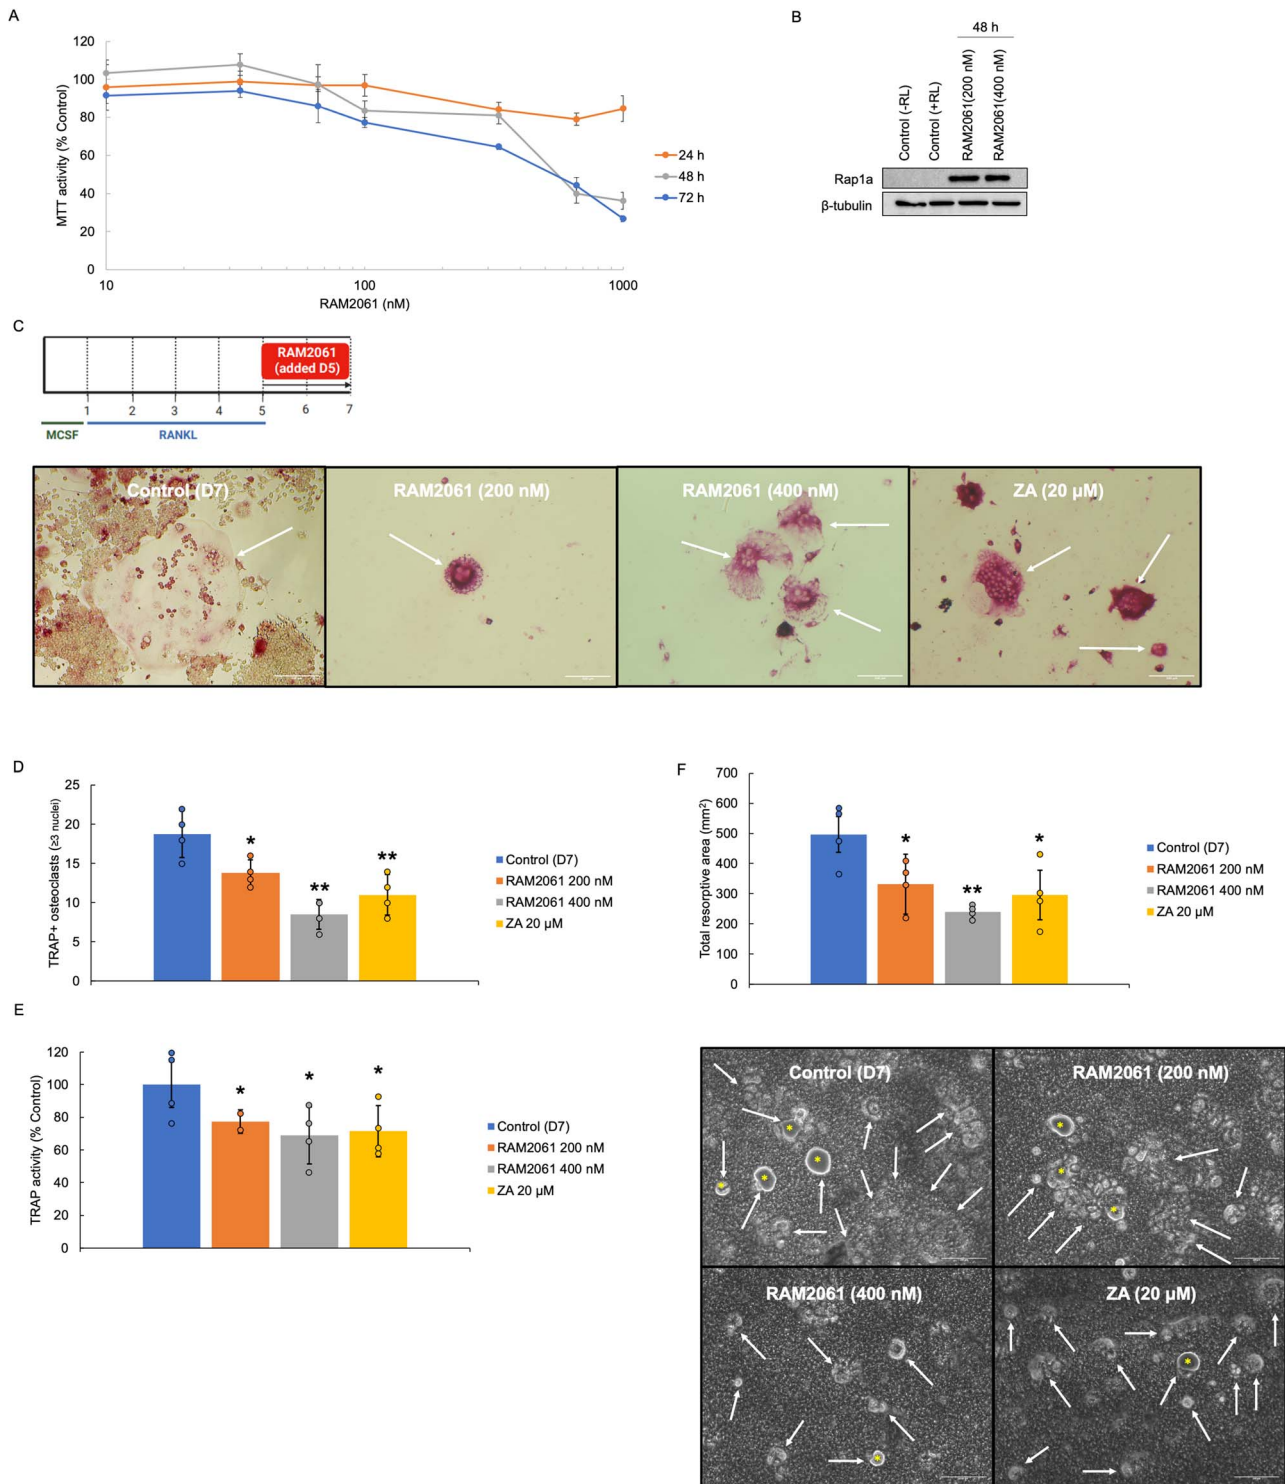 A
120
100
80
60
40
20
0
MTT activity (% Control)
10
100
1000
RAM2061 (nM)
24 h
48 h
72 h
B
48 h
Control (-RL)
Control (+RL)
RAM2061(200 nM)
RAM2061(400 nM)
Rap1a
β-tubulin
C
RAM2061
(added D5)
1 2 3 4 5 6 7
MCSF
RANKL
Control (D7)
RAM2061 (200 nM)
RAM2061 (400 nM)
ZA (20 µM)
D
25
20
15
10
5
0
TRAP+ osteoclasts (≥3 nuclei)
*
**
**
Control (D7)
RAM2061 200 nM
RAM2061 400 nM
ZA 20 µM
E
120
100
80
60
40
20
0
TRAP activity (% Control)
*
*
*
Control (D7)
RAM2061 200 nM
RAM2061 400 nM
ZA 20 µM
F
700
600
500
400
300
200
100
0
Total resorptive area (mm²)
*
**
*
Control (D7)
RAM2061 200 nM
RAM2061 400 nM
ZA 20 µM
Control (D7)
RAM2061 (200 nM)
RAM2061 (400 nM)
ZA (20 µM)